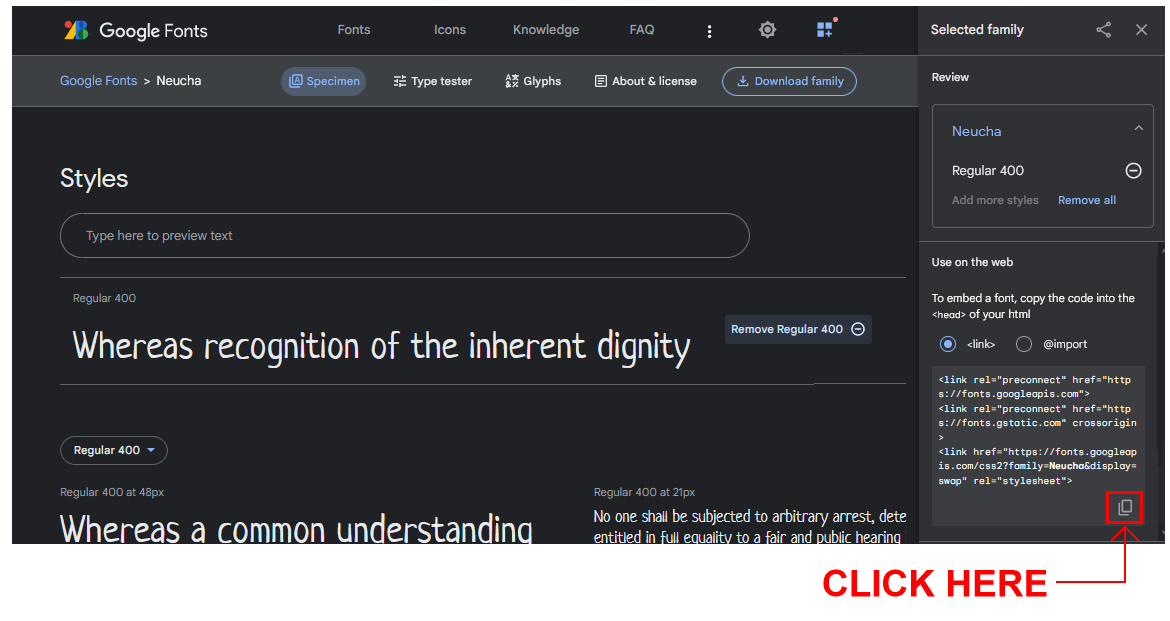 Google Fonts
Fonts
Icons
Knowledge
FAQ
Google Fonts > Neucha
Specimen
Type tester
Glyphs
About & license
Download family
Styles
Type here to preview text
Regular 400
Whereas recognition of the inherent dignity
Remove Regular 400
Regular 400
Regular 400 at 48px
Whereas a common understanding
Regular 400 at 21px
No one shall be subjected to arbitrary arrest, dete
entitled in full equality to a fair and public hearing
Selected family
Review
Neucha
Regular 400
Add more styles Remove all
Use on the web
To embed a font, copy the code into the
<head> of your html
<link> @import
<link rel="preconnect" href="http
s://fonts.googleapis.com">
<link rel="preconnect" href="http
s://fonts.gstatic.com" crossorigin
>
<link href="https://fonts.googleap
is.com/css2?family=Neucha&display=
swap" rel="stylesheet">
CLICK HERE